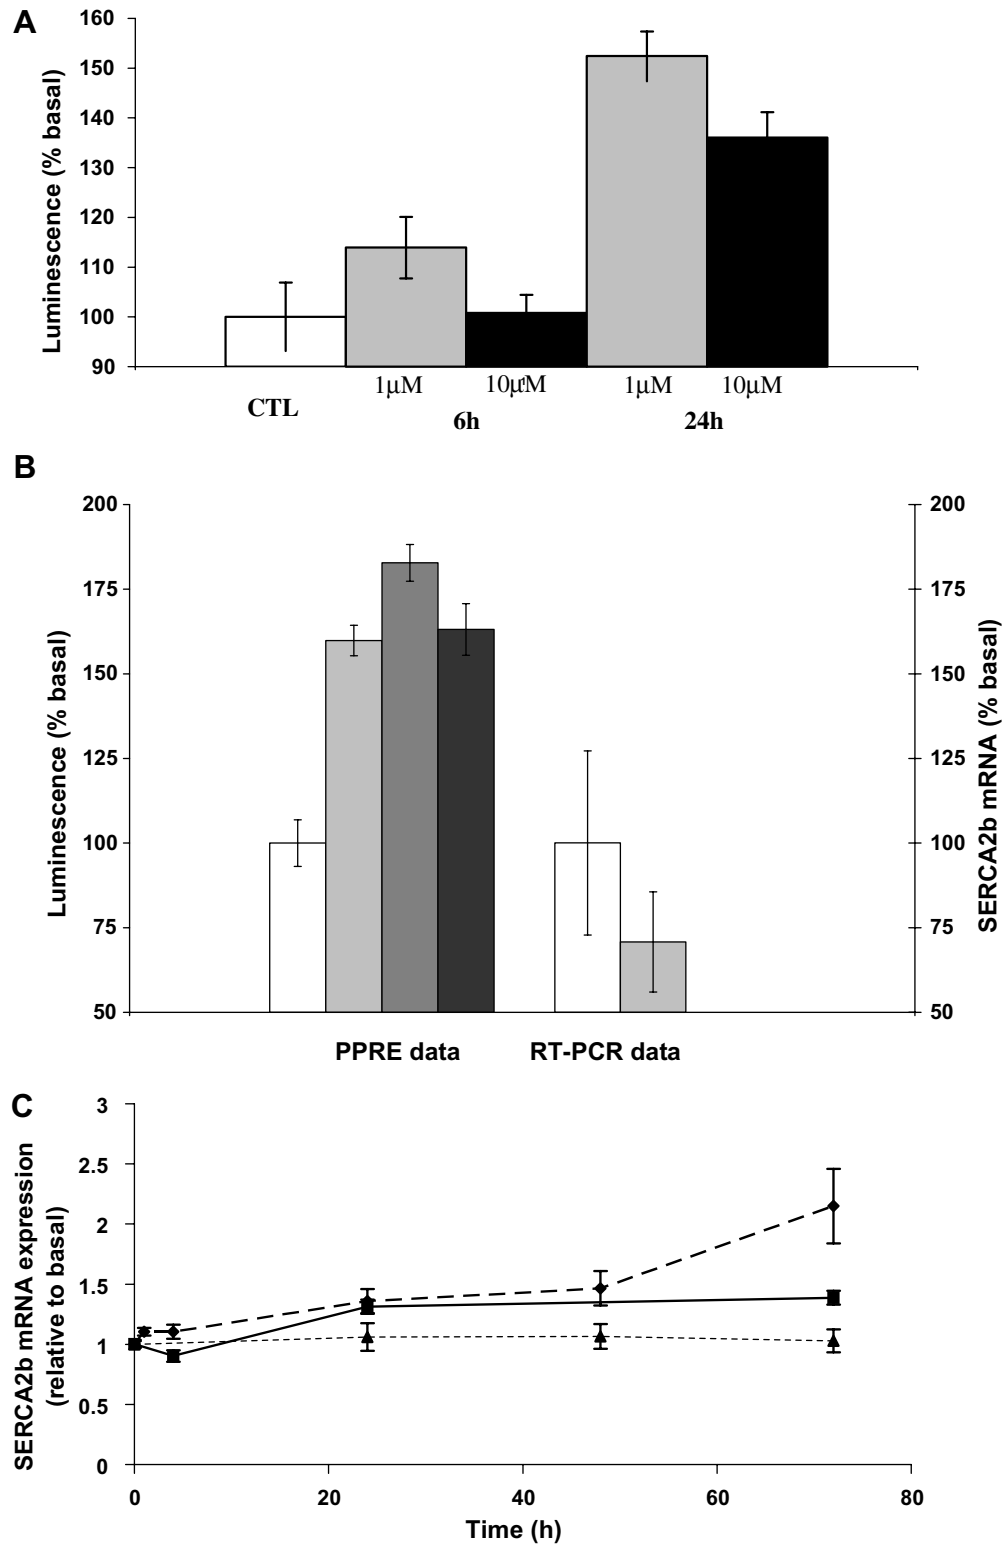 A
Luminescence (% basal)
160
150
140
130
120
110
100
90
1μM
10μM
1μM
10μM
CTL
6h
24h
B
Luminescence (% basal)
200
175
150
125
100
75
50
200
175
150
125
100
75
50
SERCA2b mRNA (% basal)
PPRE data
RT-PCR data
C
SERCA2b mRNA expression
(relative to basal)
3
2.5
2
1.5
1
0.5
0
0
20
40
60
80
Time (h)